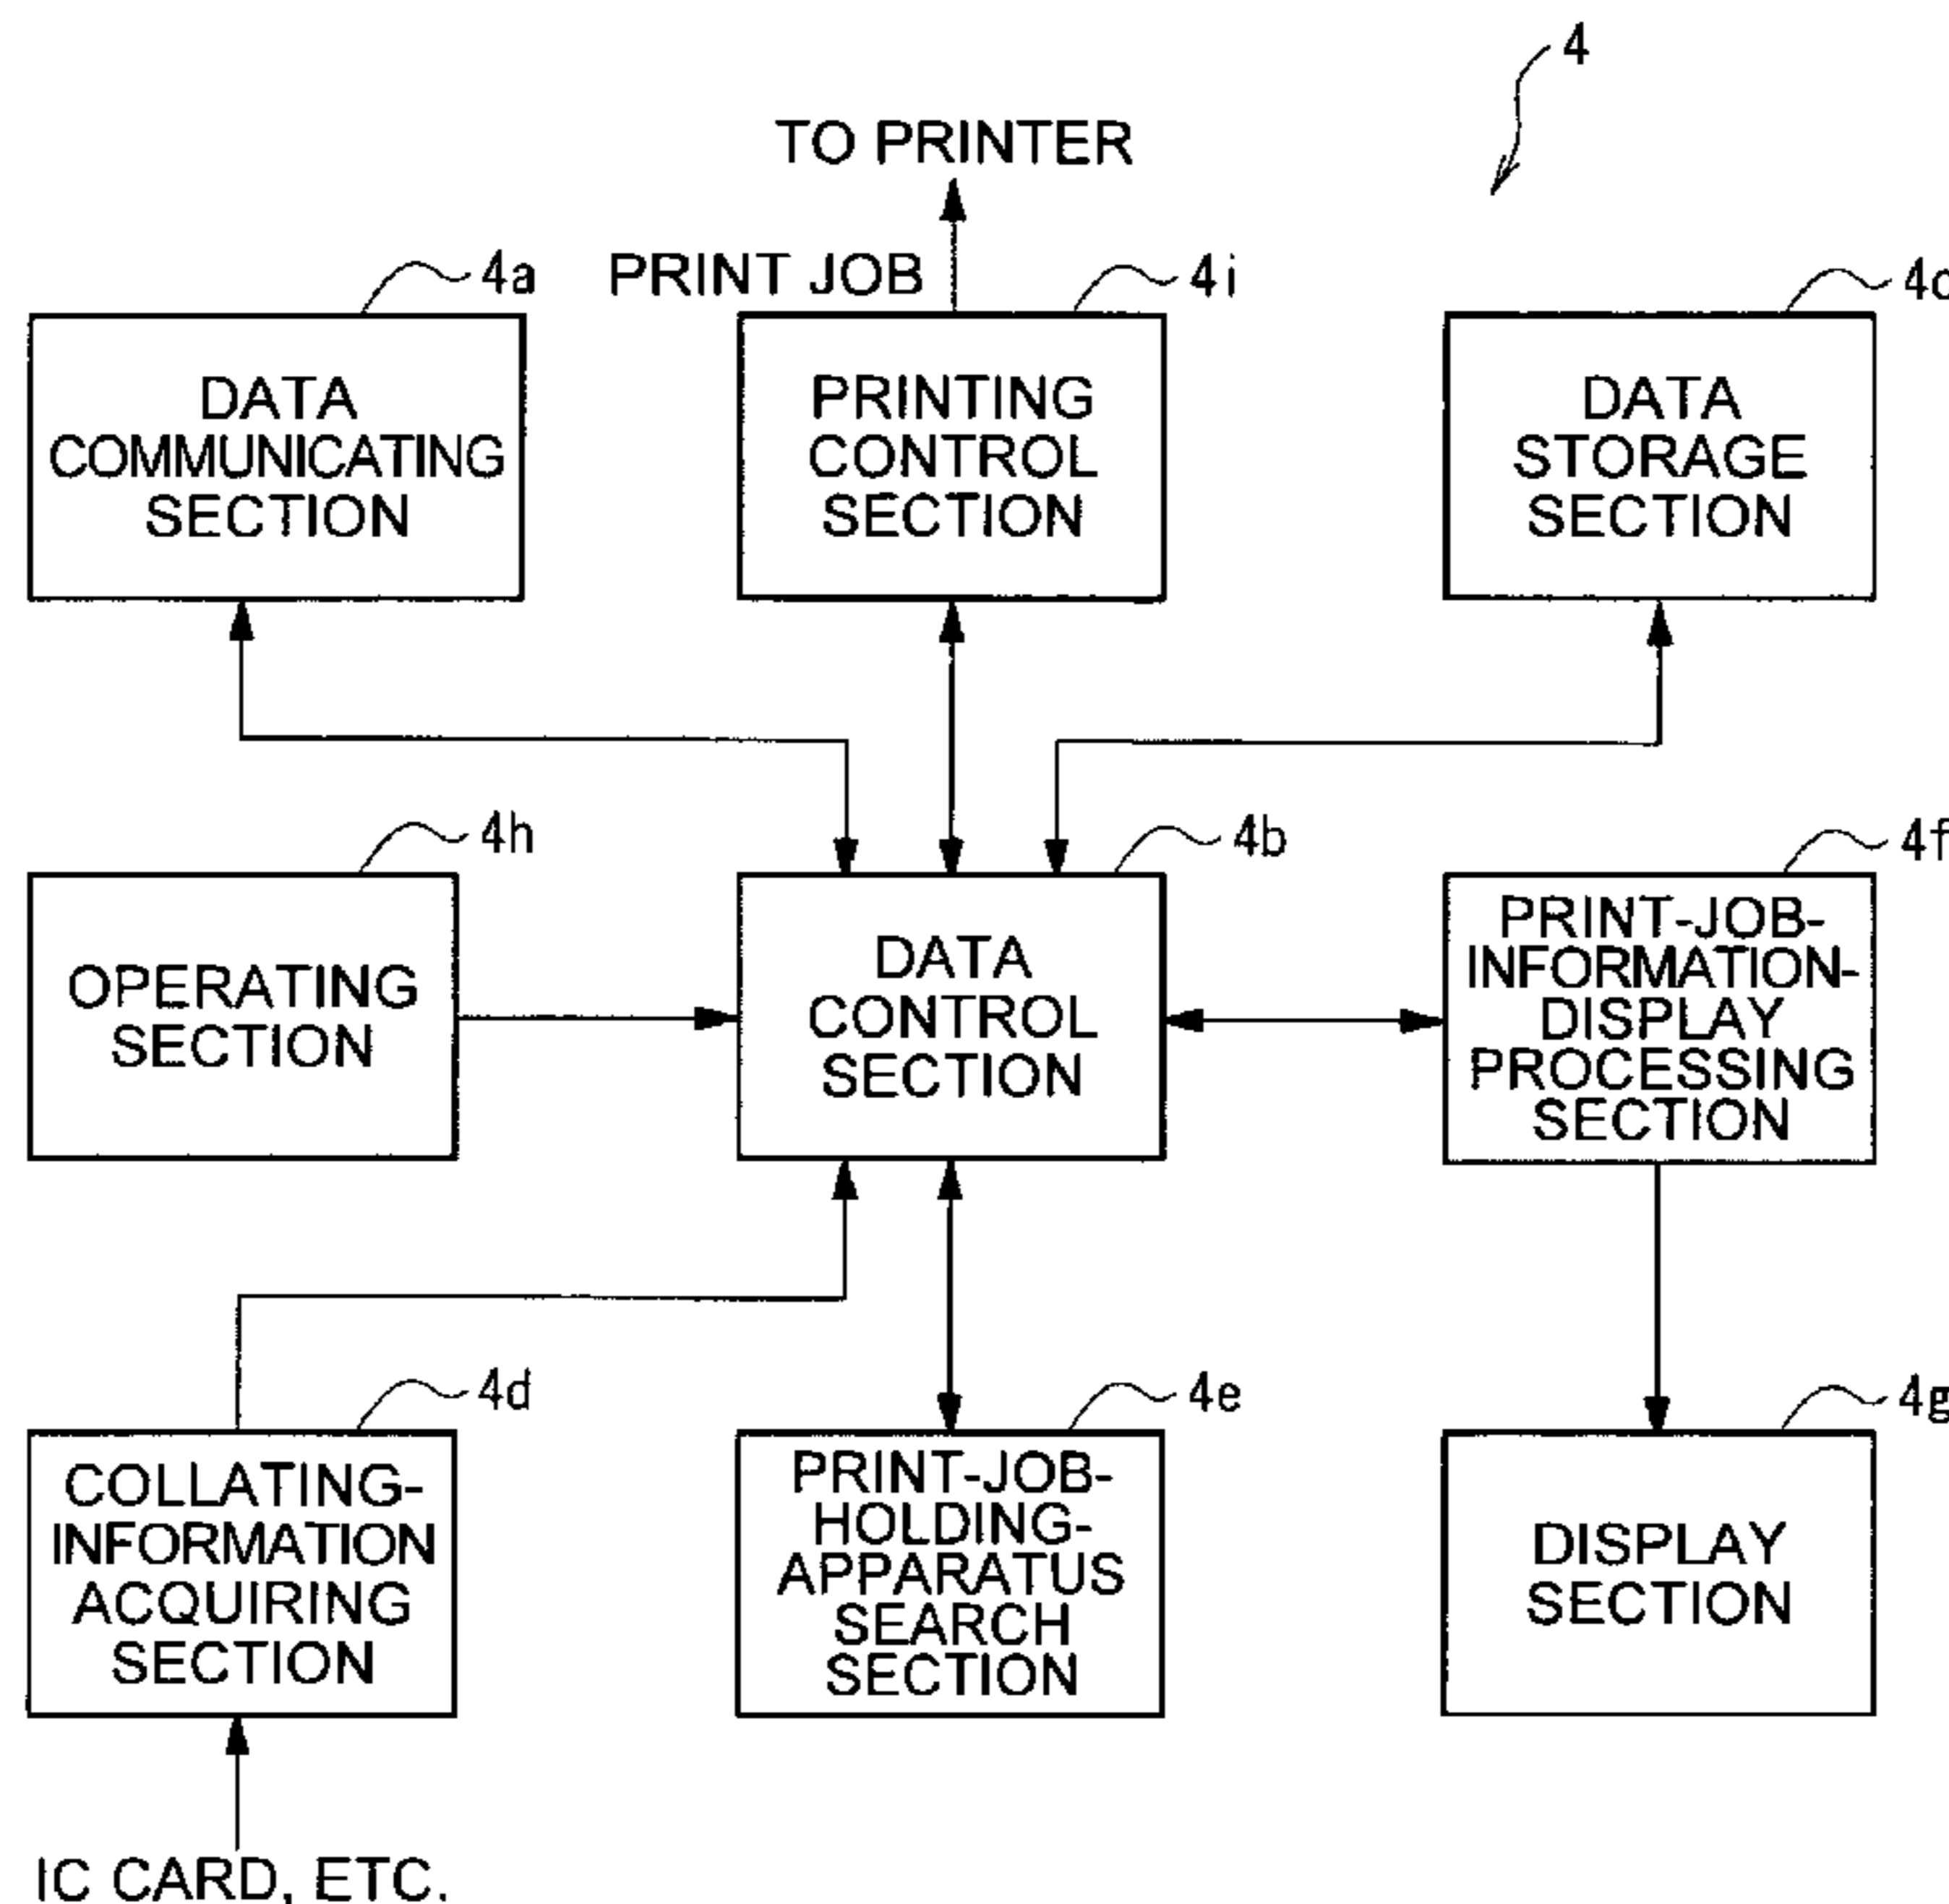 4
TO PRINTER
PRINT JOB
4a
4i
4c
DATA
COMMUNICATING
SECTION
PRINTING
CONTROL
SECTION
DATA
STORAGE
SECTION
4h
4b
4f
OPERATING
SECTION
DATA
CONTROL
SECTION
PRINT-JOB-
INFORMATION-
DISPLAY
PROCESSING
SECTION
4d
4e
4g
COLLATING-
INFORMATION
ACQUIRING
SECTION
PRINT-JOB-
HOLDING-
APPARATUS
SEARCH
SECTION
DISPLAY
SECTION
IC CARD, ETC.